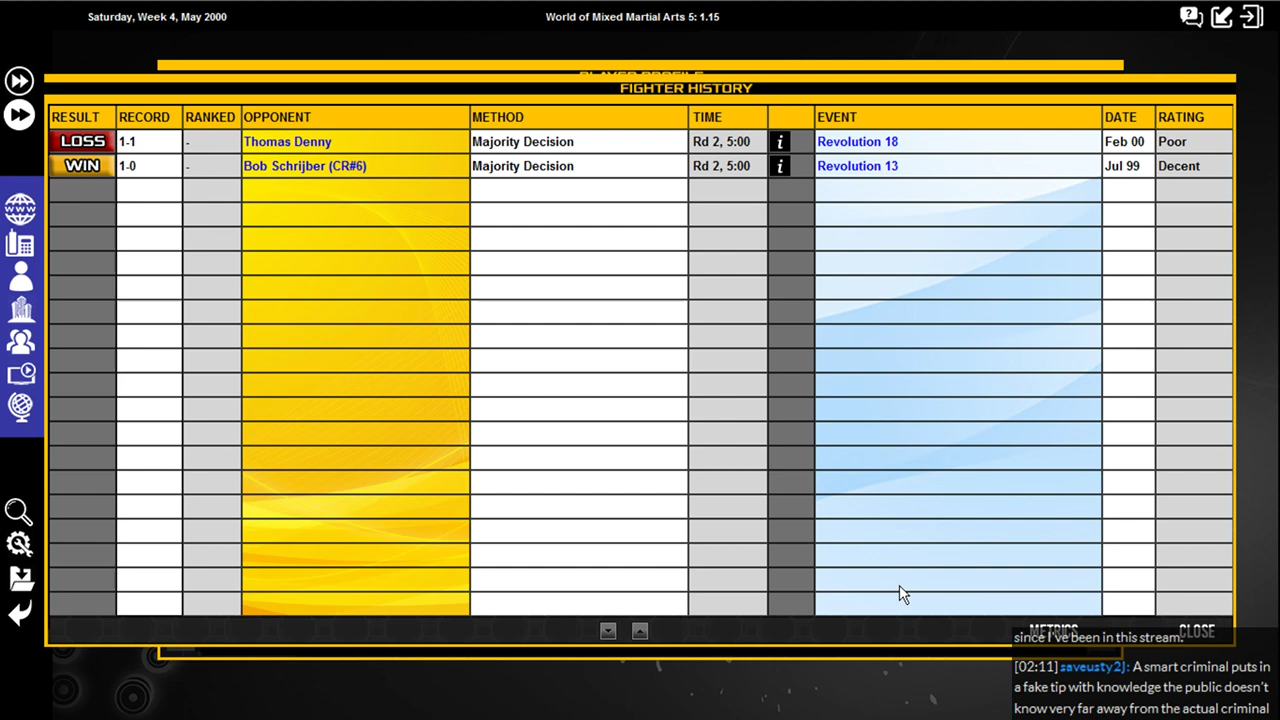 Saturday, Week 4, May 2000 World of Mixed Martial Arts 5: 1.15
FIGHTER HISTORY
RESULT RECORD RANKED OPPONENT METHOD TIME EVENT DATE RATING
LOSS 1-1 - Thomas Denny Majority Decision Rd 2, 5:00 i Revolution 18 Feb 00 Poor
WIN 1-0 - Bob Schrijber (CR#6) Majority Decision Rd 2, 5:00 i Revolution 13 Jul 99 Decent
METRICS CLOSE
since I've been in this stream.
[02:11] saveusty2J: A smart criminal puts in
a fake tip with knowledge the public doesn't
know very far away from the actual criminal